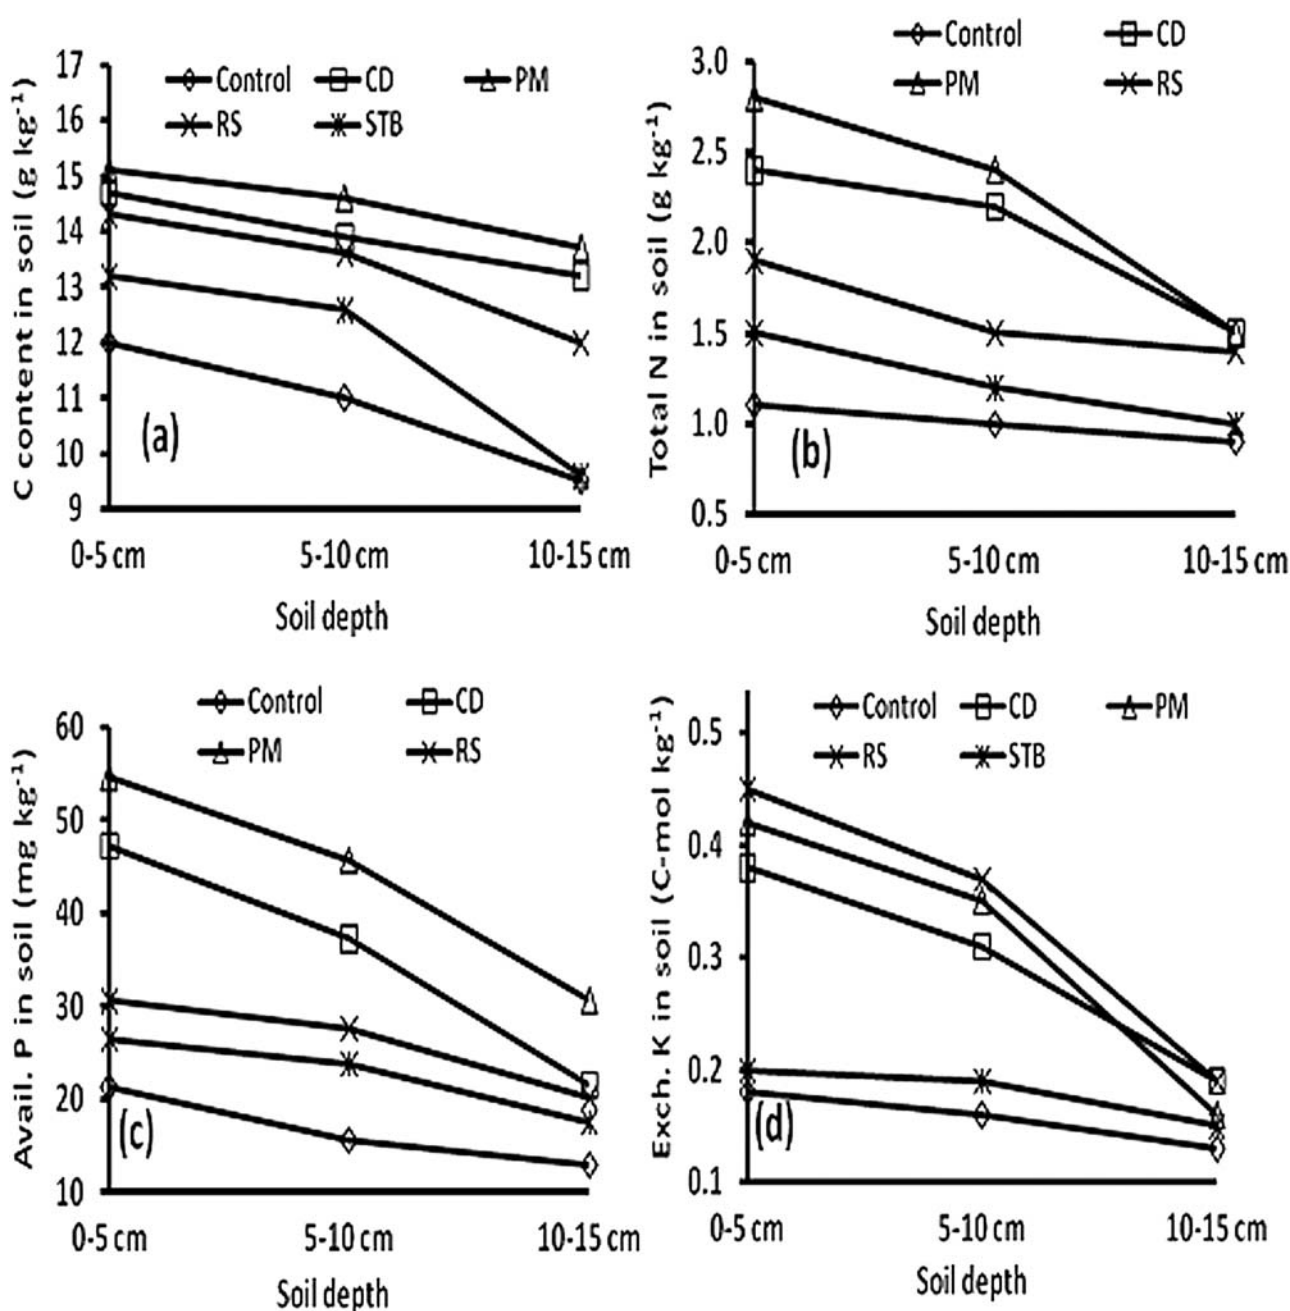 Control CD PM
RS STB
C content in soil (g kg⁻¹)
17
16
15
14
13
12
11
10
9
(a)
0-5 cm 5-10 cm 10-15 cm
Soil depth
Control CD
PM RS
Total N in soil (g kg⁻¹)
3.0
2.5
2.0
1.5
1.0
0.5
(b)
0-5 cm 5-10 cm 10-15 cm
Soil depth
Control CD
PM RS
Avail. P in soil (mg kg⁻¹)
60
50
40
30
20
10
(c)
0-5 cm 5-10 cm 10-15 cm
Soil depth
Control CD PM
RS STB
Exch. K in soil (C-mol kg⁻¹)
0.5
0.4
0.3
0.2
0.1
(d)
0-5 cm 5-10 cm 10-15 cm
Soil depth